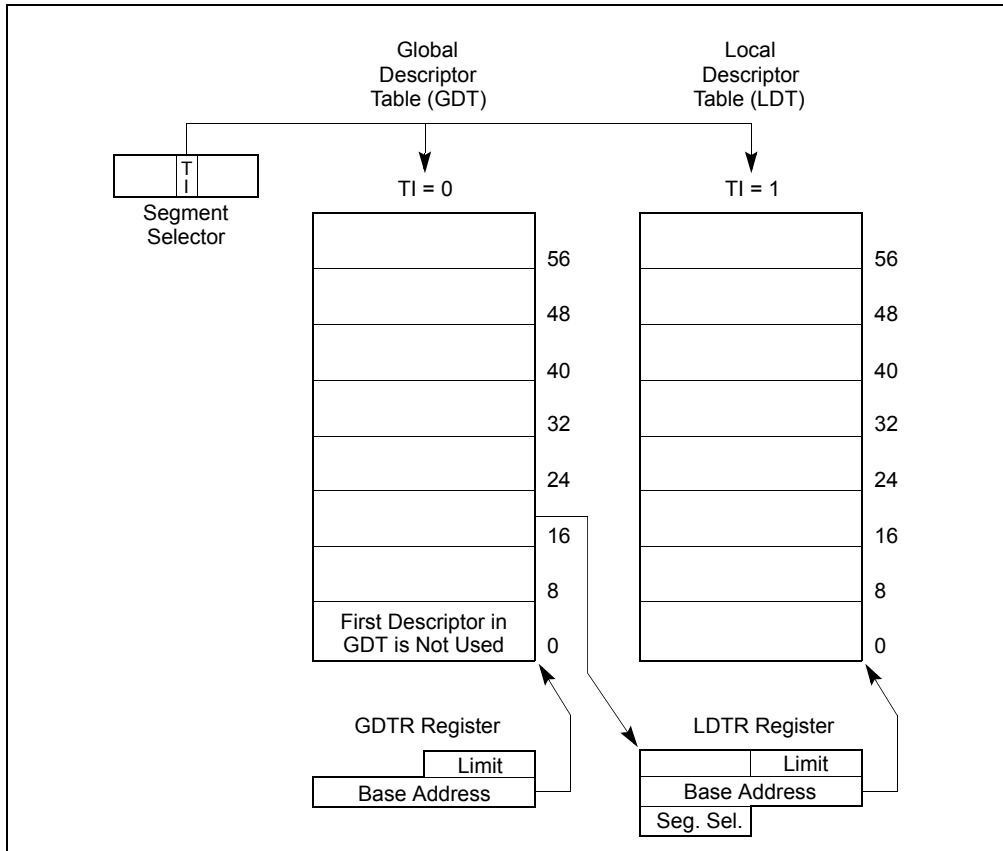 Global
Descriptor
Table (GDT)
Local
Descriptor
Table (LDT)
T
I
Segment
Selector
TI = 0
TI = 1
56
48
40
32
24
16
8
0
First Descriptor in
GDT is Not Used
56
48
40
32
24
16
8
0
GDTR Register
Limit
Base Address
LDTR Register
Limit
Base Address
Seg. Sel.